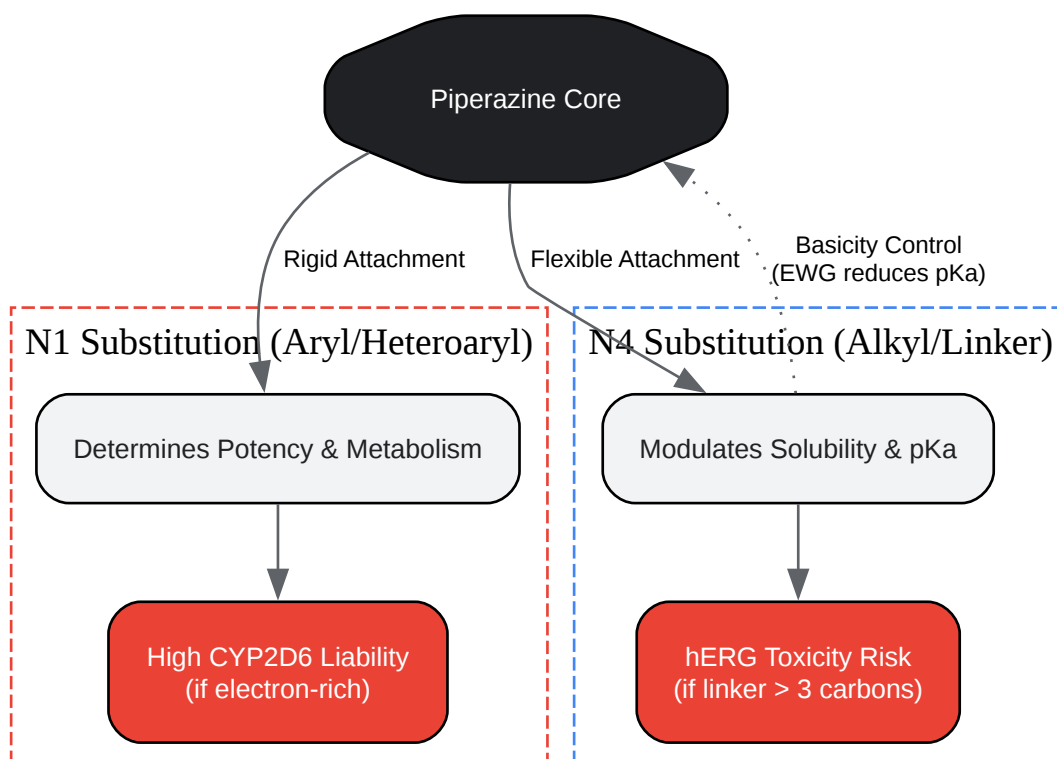 Piperazine Core
Rigid Attachment
Flexible Attachment
Basicity Control
(EWG reduces pKa)
N1 Substitution (Aryl/Heteroaryl)
N4 Substitution (Alkyl/Linker)
Determines Potency & Metabolism
Modulates Solubility & pKa
High CYP2D6 Liability
(if electron-rich)
hERG Toxicity Risk
(if linker > 3 carbons)